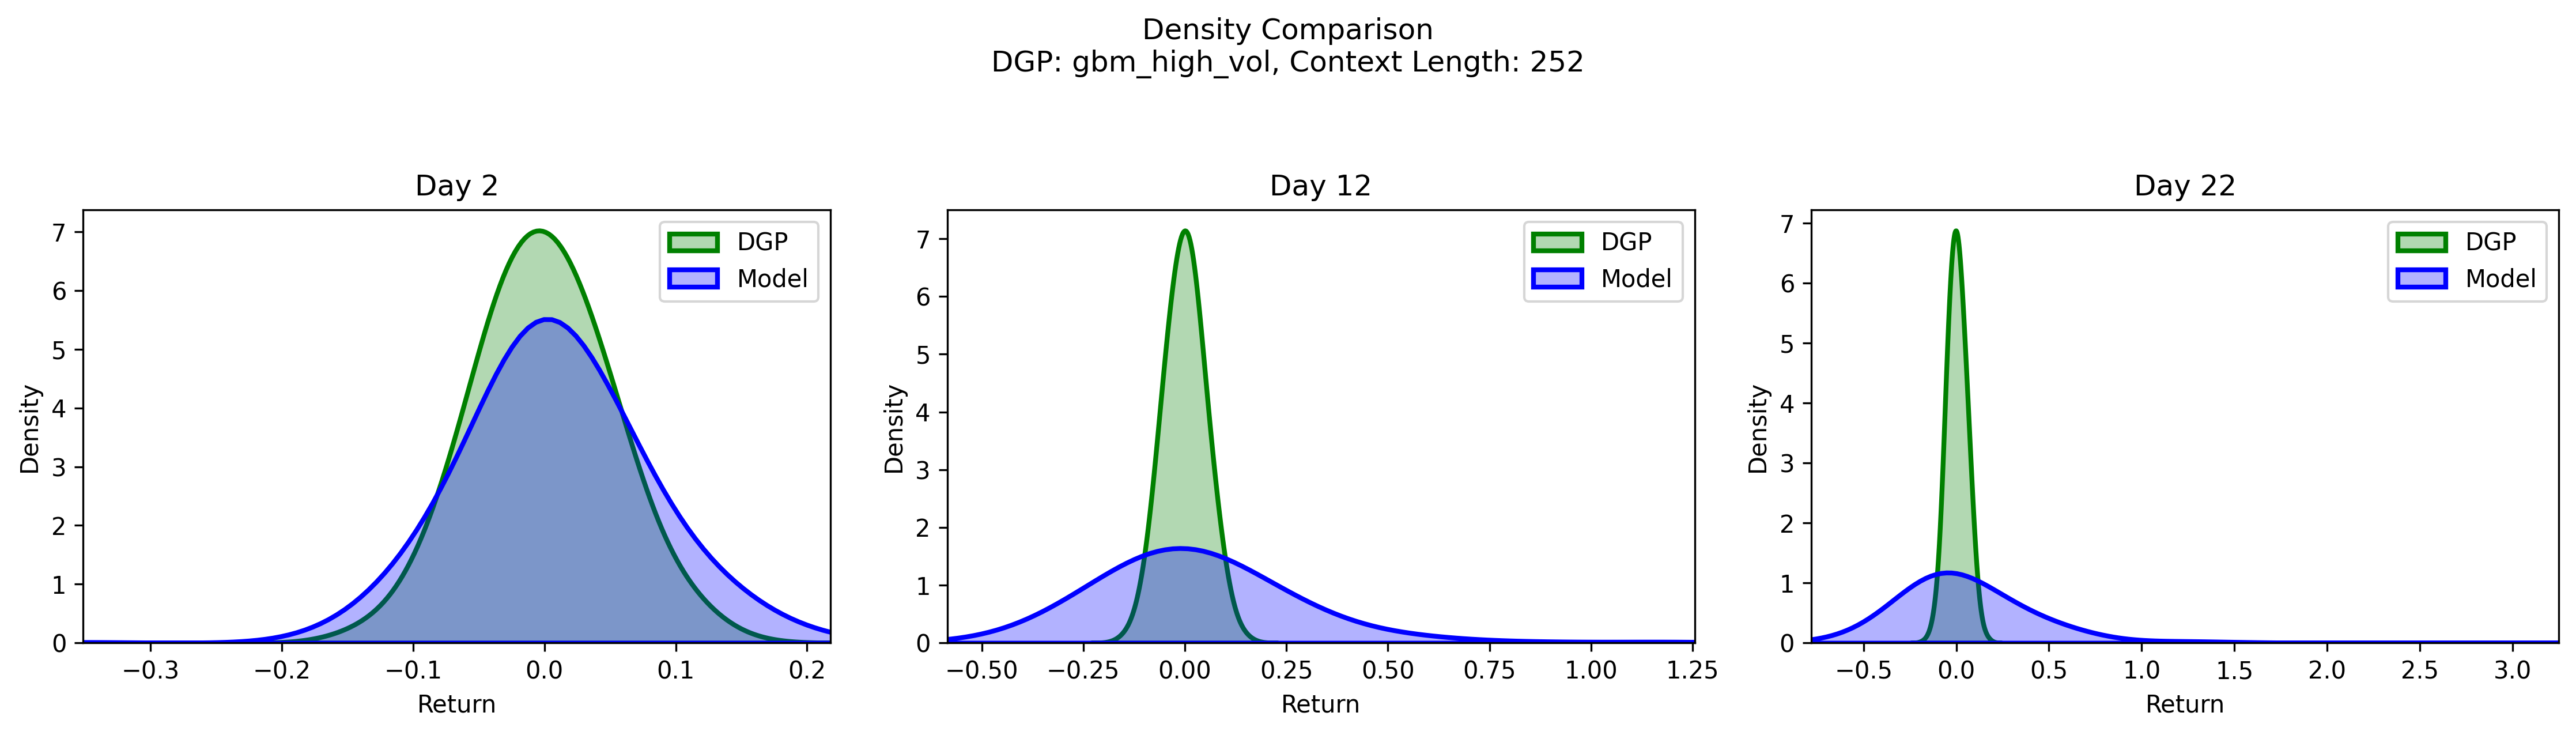 Density Comparison
DGP: gbm_high_vol, Context Length: 252
Day 2
7
6
5
4
3
2
1
0
Density
−0.3
−0.2
−0.1
0.0
0.1
0.2
Return
DGP
Model
Day 12
7
6
5
4
3
2
1
0
Density
−0.50
−0.25
0.00
0.25
0.50
0.75
1.00
1.25
Return
DGP
Model
Day 22
7
6
5
4
3
2
1
0
Density
−0.5
0.0
0.5
1.0
1.5
2.0
2.5
3.0
Return
DGP
Model